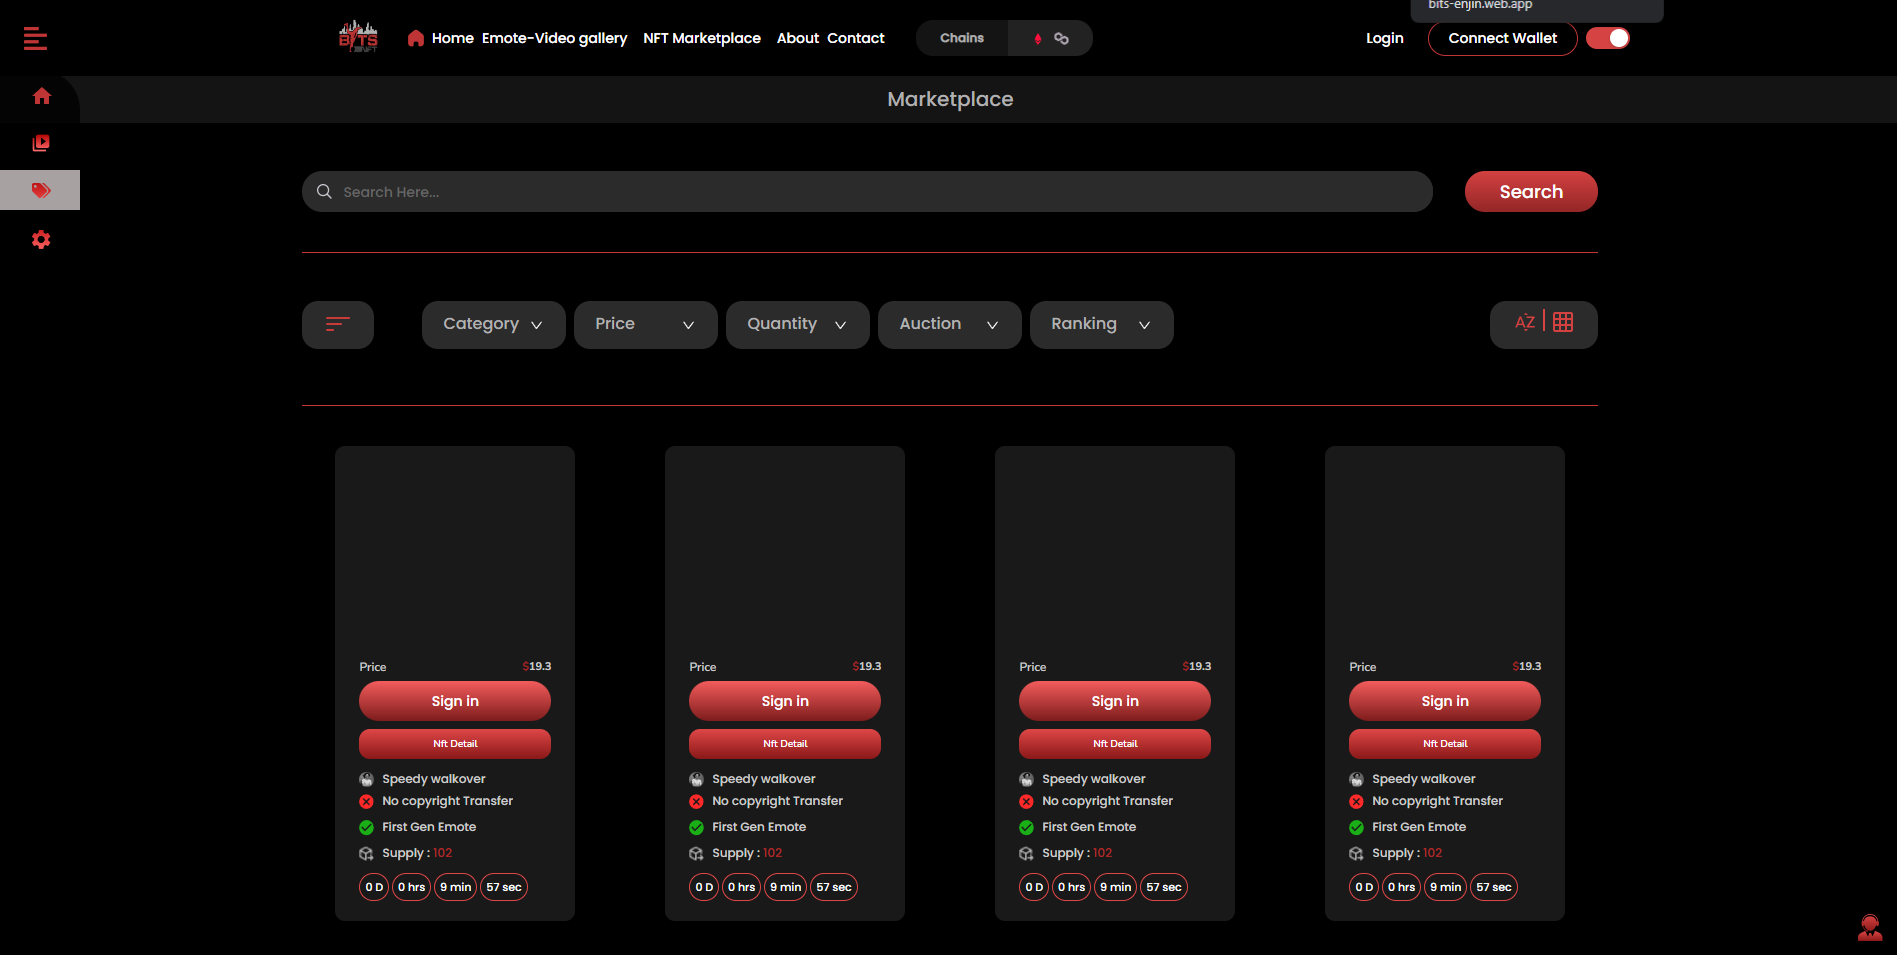 bits-enjin.web.app
BITS
NFT
Home Emote-Video gallery NFT Marketplace About Contact
Chains
Login
Connect Wallet
Marketplace
Search Here...
Search
Category
Price
Quantity
Auction
Ranking
AZ
Price $19.3
Sign in
Nft Detail
Speedy walkover
No copyright Transfer
First Gen Emote
Supply : 102
0 D 0 hrs 9 min 57 sec
Price $19.3
Sign in
Nft Detail
Speedy walkover
No copyright Transfer
First Gen Emote
Supply : 102
0 D 0 hrs 9 min 57 sec
Price $19.3
Sign in
Nft Detail
Speedy walkover
No copyright Transfer
First Gen Emote
Supply : 102
0 D 0 hrs 9 min 57 sec
Price $19.3
Sign in
Nft Detail
Speedy walkover
No copyright Transfer
First Gen Emote
Supply : 102
0 D 0 hrs 9 min 57 sec